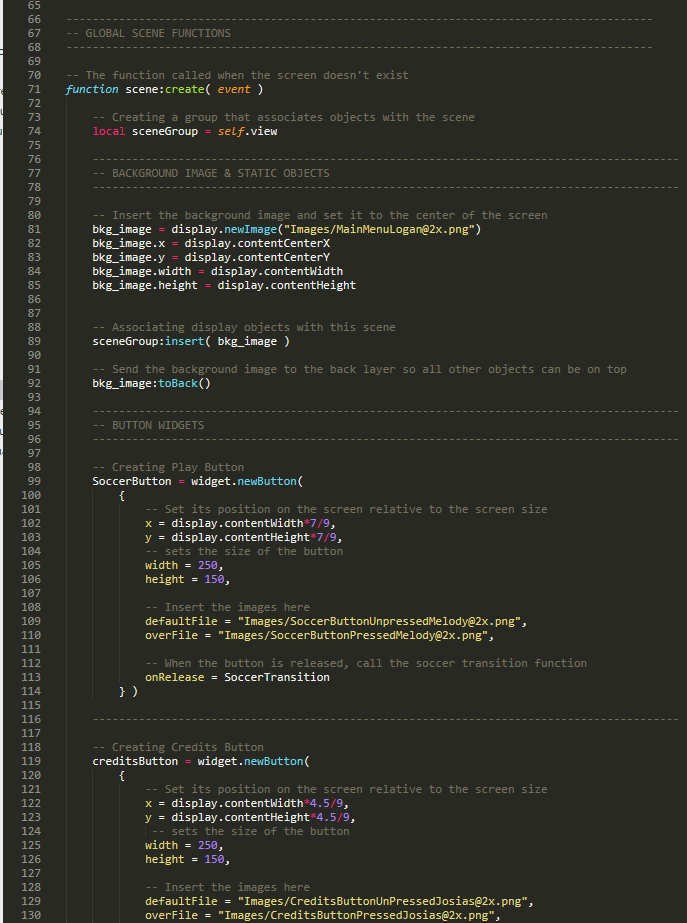 65
66 ----------------------------------------------------------------------------------------
67 -- GLOBAL SCENE FUNCTIONS
68 ----------------------------------------------------------------------------------------
69
70 -- The function called when the screen doesn't exist
71 function scene:create( event )
72
73 -- Creating a group that associates objects with the scene
74 local sceneGroup = self.view
75
76 ----------------------------------------------------------------------------------------
77 -- BACKGROUND IMAGE & STATIC OBJECTS
78 ----------------------------------------------------------------------------------------
79
80 -- Insert the background image and set it to the center of the screen
81 bkg_image = display.newImage("Images/MainMenuLogan@2x.png")
82 bkg_image.x = display.contentCenterX
83 bkg_image.y = display.contentCenterY
84 bkg_image.width = display.contentWidth
85 bkg_image.height = display.contentHeight
86
87
88 -- Associating display objects with this scene
89 sceneGroup:insert( bkg_image )
90
91 -- Send the background image to the back layer so all other objects can be on top
92 bkg_image:toBack()
93
94 ----------------------------------------------------------------------------------------
95 -- BUTTON WIDGETS
96 ----------------------------------------------------------------------------------------
97
98 -- Creating Play Button
99 SoccerButton = widget.newButton(
100 {
101 -- Set its position on the screen relative to the screen size
102 x = display.contentWidth*7/9,
103 y = display.contentHeight*7/9,
104 -- sets the size of the button
105 width = 250,
106 height = 150,
107
108 -- Insert the images here
109 defaultFile = "Images/SoccerButtonUnpressedMelody@2x.png",
110 overFile = "Images/SoccerButtonPressedMelody@2x.png",
111
112 -- When the button is released, call the soccer transition function
113 onRelease = SoccerTransition
114 } )
115
116 ----------------------------------------------------------------------------------------
117
118 -- Creating Credits Button
119 creditsButton = widget.newButton(
120 {
121 -- Set its position on the screen relative to the screen size
122 x = display.contentWidth*4.5/9,
123 y = display.contentHeight*4.5/9,
124 -- sets the size of the button
125 width = 250,
126 height = 150,
127
128 -- Insert the images here
129 defaultFile = "Images/CreditsButtonUnPressedJosias@2x.png",
130 overFile = "Images/CreditsButtonPressedJosias@2x.png",